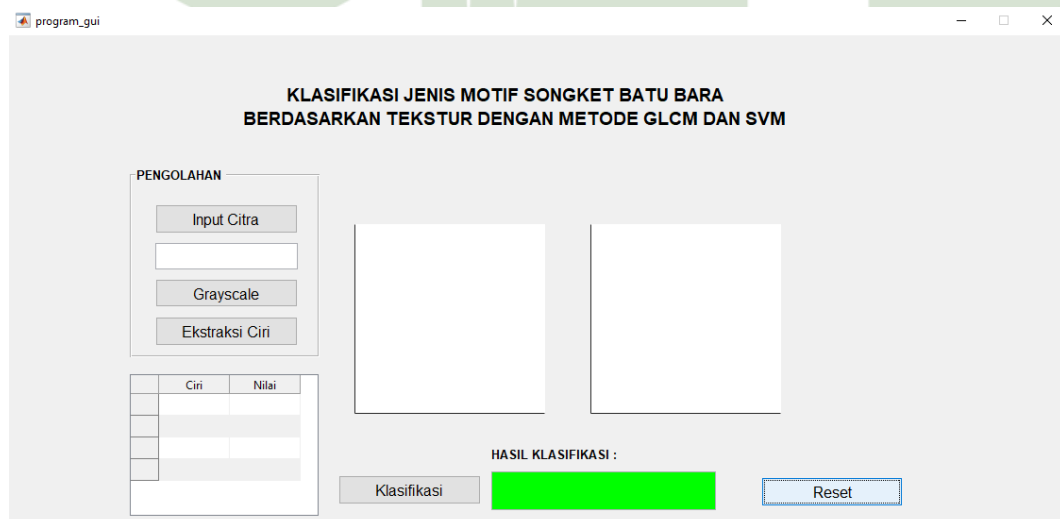 program_gui
KLASIFIKASI JENIS MOTIF SONGKET BATU BARA
BERDASARKAN TEKSTUR DENGAN METODE GLCM DAN SVM
PENGOLAHAN
Input Citra
Grayscale
Ekstraksi Ciri
Ciri Nilai
HASIL KLASIFIKASI :
Klasifikasi
Reset